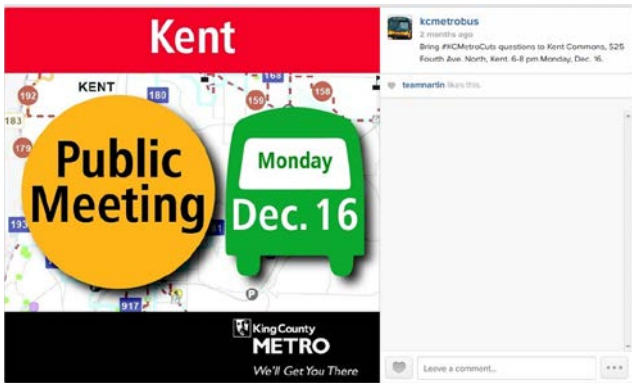 Kent
168
192
KENT
180
159
158
183
179
Public
Meeting
Monday
Dec. 16
193
917
P
King County
METRO
We'll Get You There
kcmetrobus
2 months ago
Bring #KCMetroCuts questions to Kent Commons, 525
Fourth Ave. North, Kent. 6-8 pm Monday, Dec. 16.
teammartin likes this.
Leave a comment...